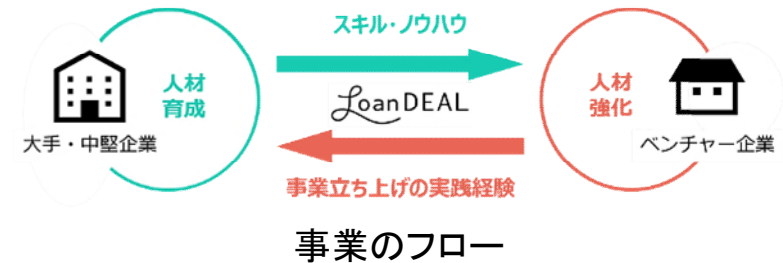 スキル・ノウハウ
人材
育成
大手・中堅企業
LoanDEAL
人材
強化
ベンチャー企業
事業立ち上げの実践経験
事業のフロー